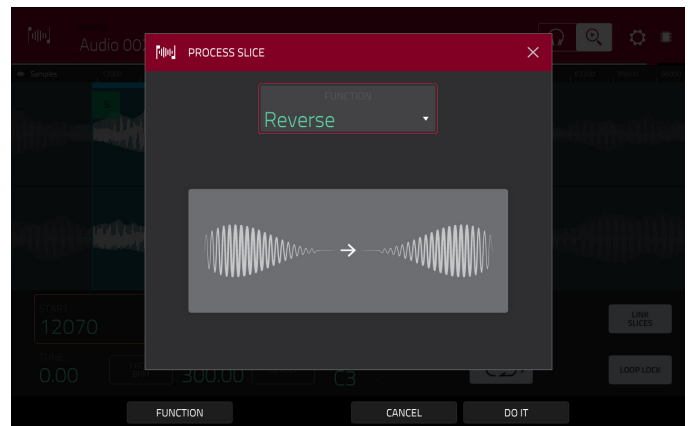 Audio 002
PROCESS SLICE
Samples
FUNCTION
Reverse
START
12070
LINK
SLICES
TUNE
0.00
300.00
C3
LOOP LOCK
FUNCTION
CANCEL
DO IT